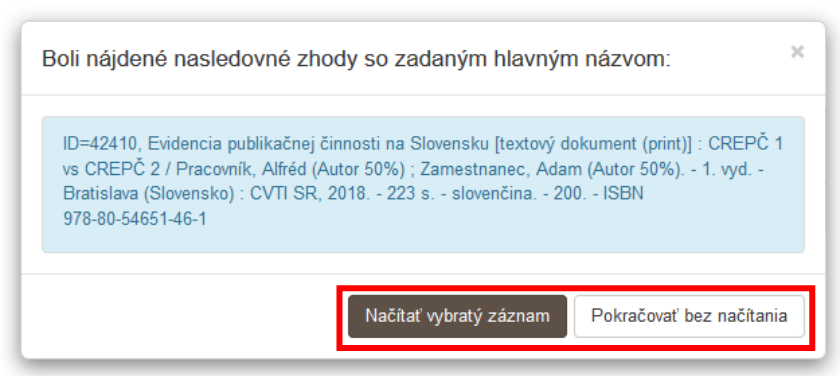 Boli nájdené nasledovné zhody so zadaným hlavným názvom:
×
ID=42410, Evidencia publikačnej činnosti na Slovensku [textový dokument (print)] : CREPČ 1
vs CREPČ 2 / Pracovník, Alfréd (Autor 50%) ; Zamestnanec, Adam (Autor 50%). - 1. vyd. -
Bratislava (Slovensko) : CVTI SR, 2018. - 223 s. - slovenčina. - 200. - ISBN
978-80-54651-46-1
Načítať vybratý záznam
Pokračovať bez načítania